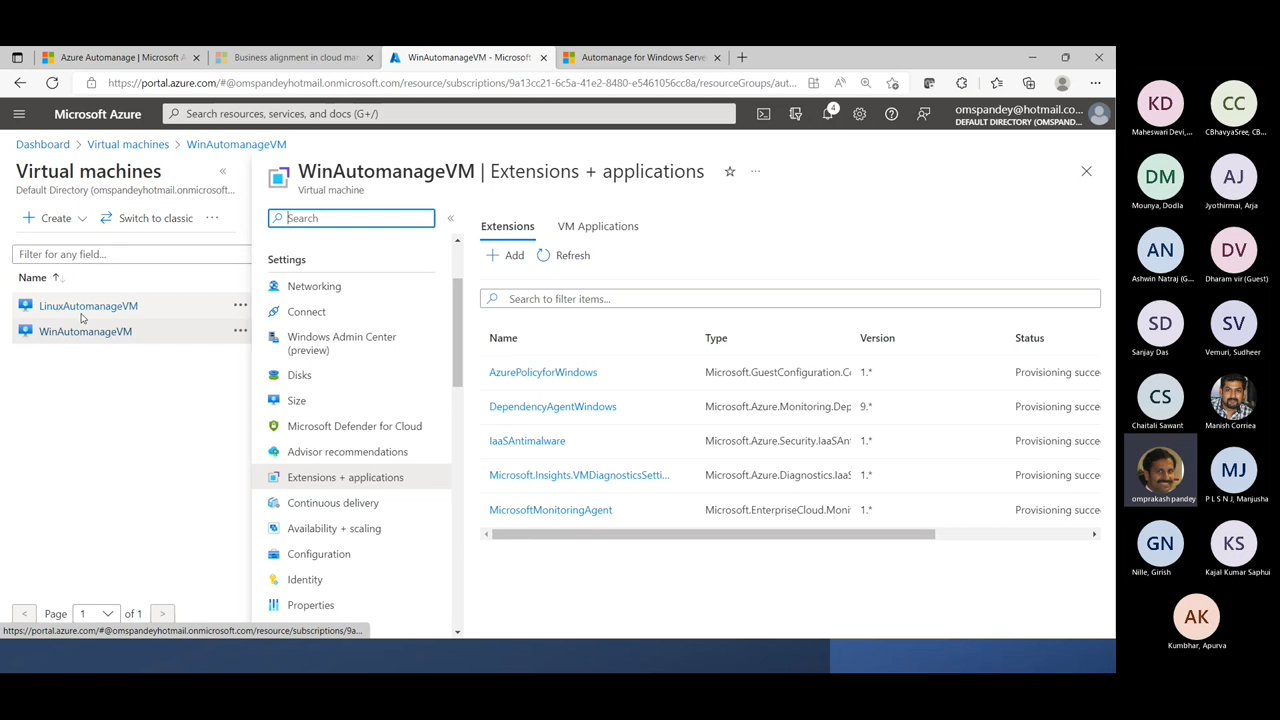 Azure Automanage | Microsoft A
Business alignment in cloud ma
WinAutomanageVM - Microsoft
Automanage for Windows Serve
https://portal.azure.com/#@omspandeyhotmail.onmicrosoft.com/resource/subscriptions/9a13cc21-6c5a-41e2-8480-e5461056cc8a/resourceGroups/aut...
Microsoft Azure
Search resources, services, and docs (G+/)
4
omspandey@hotmail.co...
DEFAULT DIRECTORY (OMSPAND...
Dashboard > Virtual machines > WinAutomanageVM
Virtual machines
Default Directory (omspandeyhotmail.onmicrosoft...
+ Create
Switch to classic
...
Filter for any field...
Name ↑↓
LinuxAutomanageVM ...
WinAutomanageVM ...
< Page 1 of 1 >
https://portal.azure.com/#@omspandeyhotmail.onmicrosoft.com/resource/subscriptions/9a...
WinAutomanageVM | Extensions + applications
Virtual machine
Search
«
Settings
Networking
Connect
Windows Admin Center
(preview)
Disks
Size
Microsoft Defender for Cloud
Advisor recommendations
Extensions + applications
Continuous delivery
Availability + scaling
Configuration
Identity
Properties
Extensions VM Applications
+ Add Refresh
Search to filter items...
Name Type Version Status
AzurePolicyforWindows Microsoft.GuestConfiguration.Co 1.* Provisioning succe
DependencyAgentWindows Microsoft.Azure.Monitoring.Dep 9.* Provisioning succe
IaaSAntimalware Microsoft.Azure.Security.IaaSAn 1.* Provisioning succe
Microsoft.Insights.VMDiagnosticsSetti... Microsoft.Azure.Diagnostics.IaaS 1.* Provisioning succe
MicrosoftMonitoringAgent Microsoft.EnterpriseCloud.Moni 1.* Provisioning succe
KD CC
Maheswari Devi,... CBhavyaSree, C...
DM AJ
Mounya, Dodla Jyothirmai, Arja
AN DV
Ashwin Natraj (G... Dharam vir (Guest)
SD SV
Sanjay Das Vemuri, Sudheer
CS
Chaitali Sawant Manish Corriea
MJ
omprakash pandey P L S N J, Manjusha
GN KS
Nille, Girish Kajal Kumar Saphui
AK
Kumbhar, Apurva